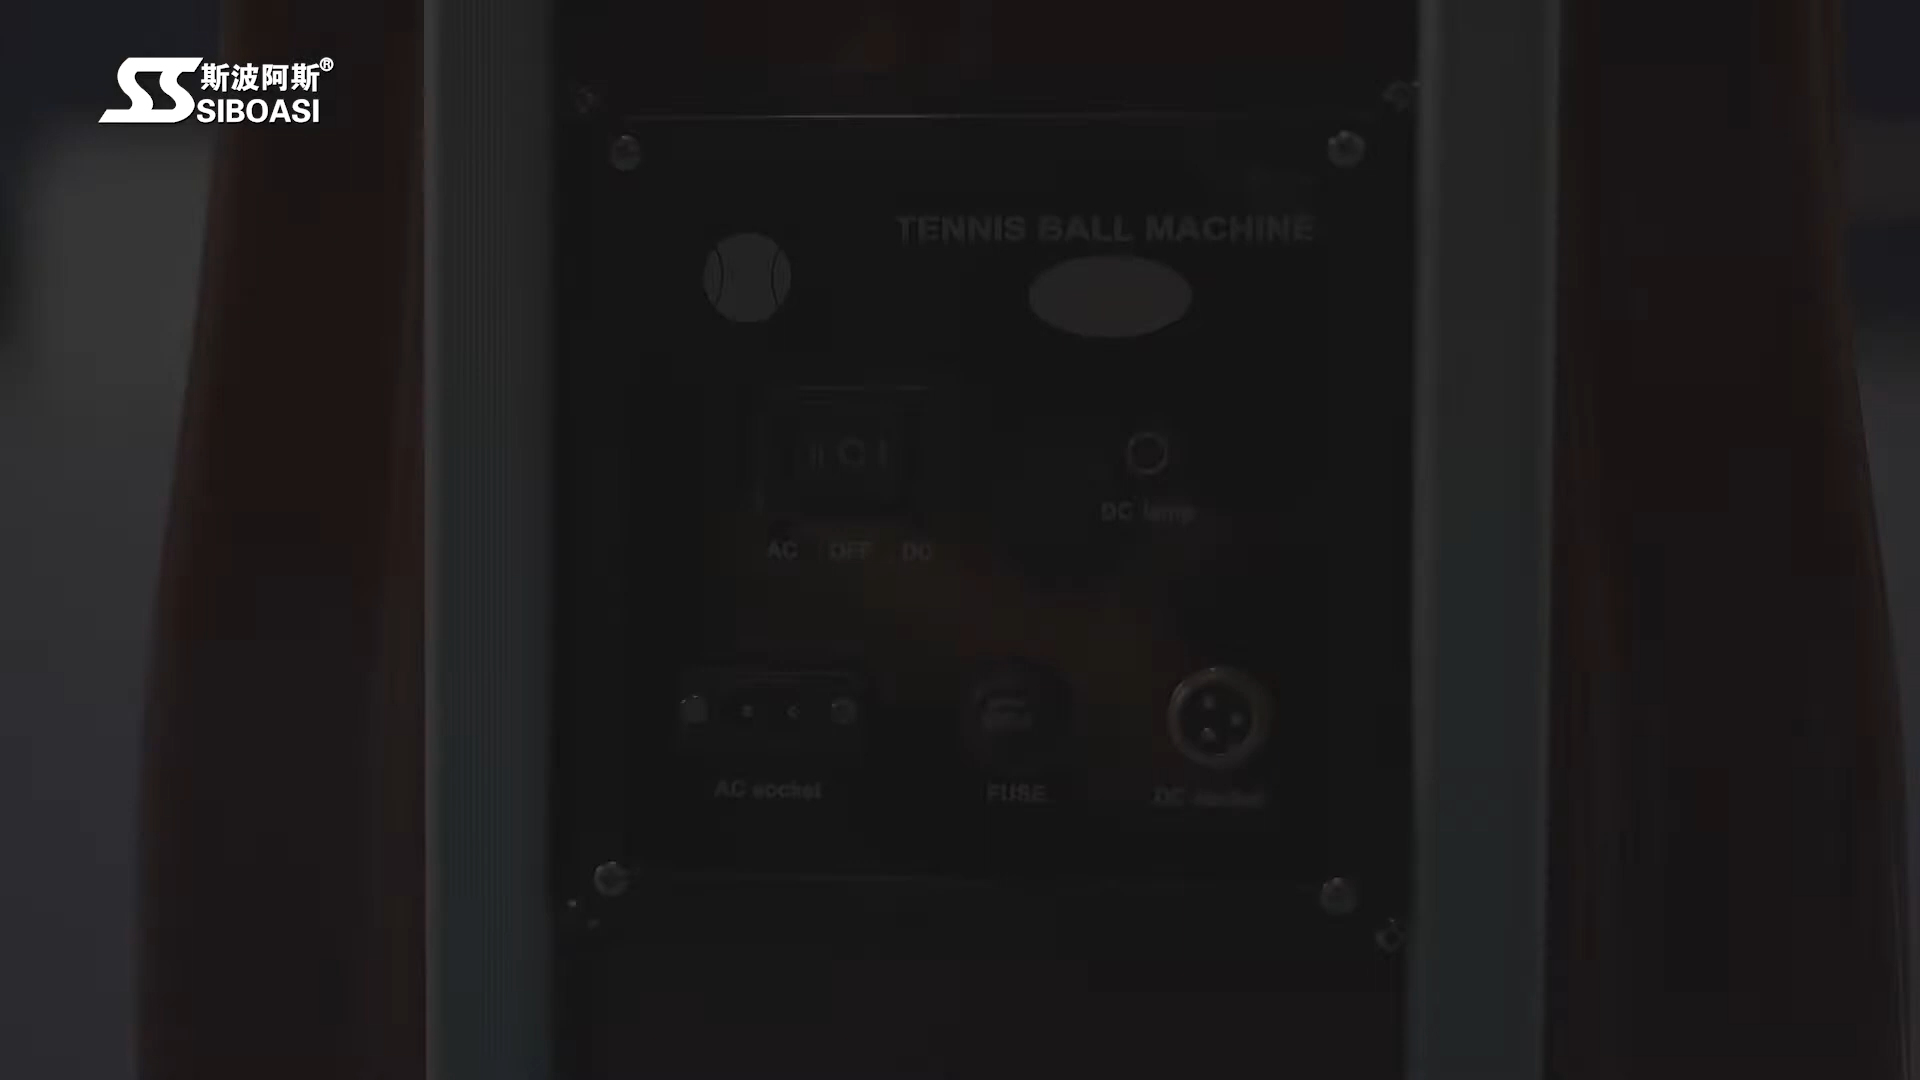 斯波阿斯®
SIBOASI
TENNIS BALL MACHINE
DC lamp
AC OFF DC
AC socket
FUSE
DC socket